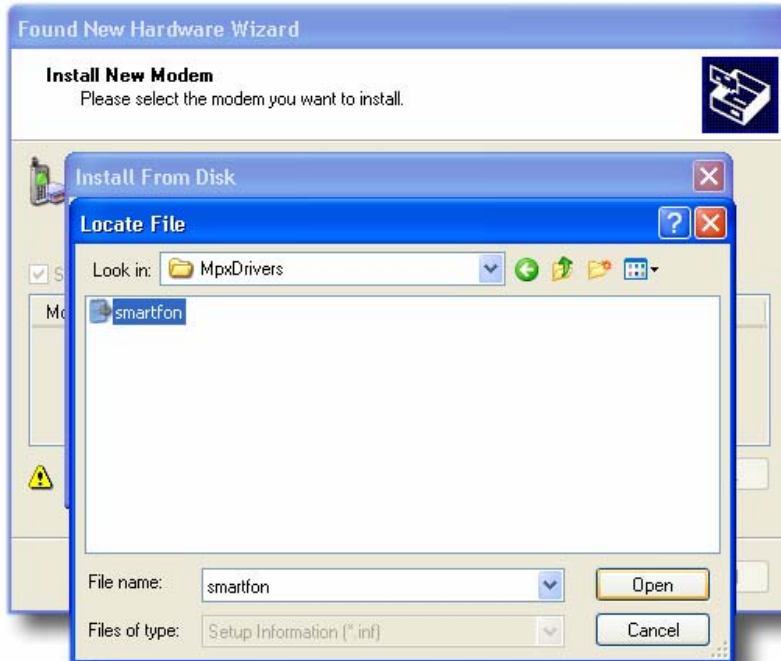 Found New Hardware Wizard
Install New Modem
Please select the modem you want to install.
Install From Disk
Locate File
Look in: MpxDrivers
smartfon
File name: smartfon
Open
Files of type: Setup Information (*.inf)
Cancel